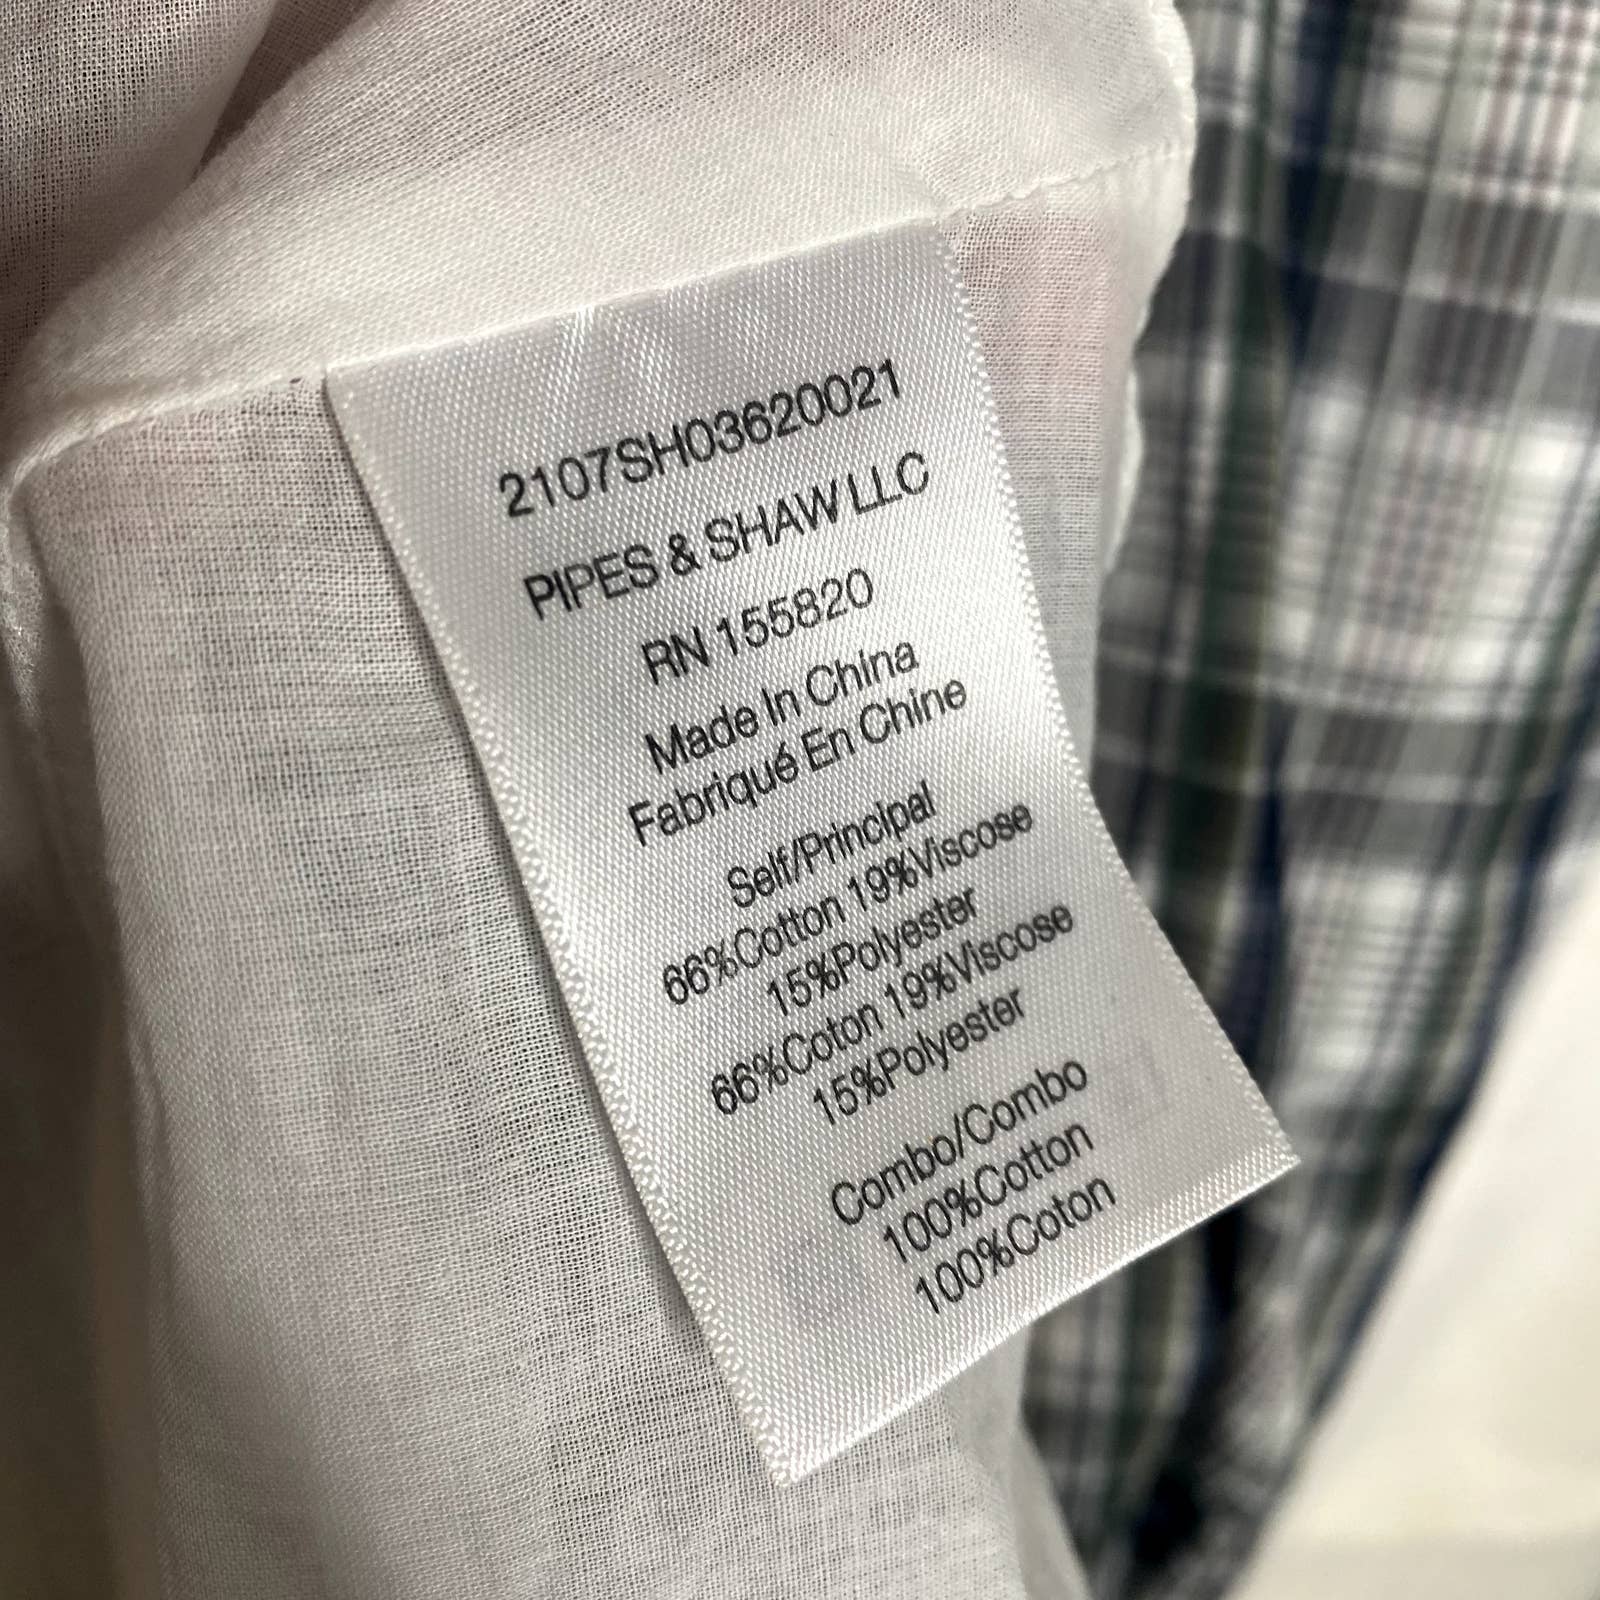 2107SH03620021
PIPES & SHAW LLC
RN 155820
Made In China
Fabriqué En Chine
Self/Principal
66%Cotton 19%Viscose
15%Polyester
66%Coton 19%Viscose
15%Polyester
Combo/Combo
100%Cotton
100%Coton